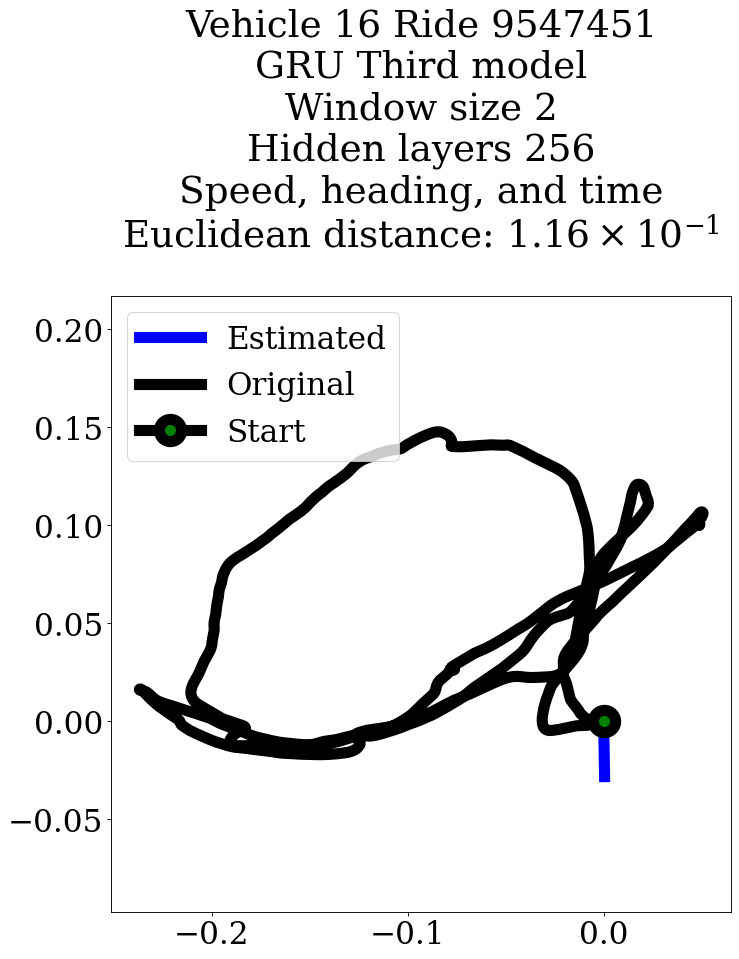 Vehicle 16 Ride 9547451
GRU Third model
Window size 2
Hidden layers 256
Speed, heading, and time
Euclidean distance: 1.16 × 10⁻¹
Estimated
Original
Start
0.20
0.15
0.10
0.05
0.00
−0.05
−0.2
−0.1
0.0